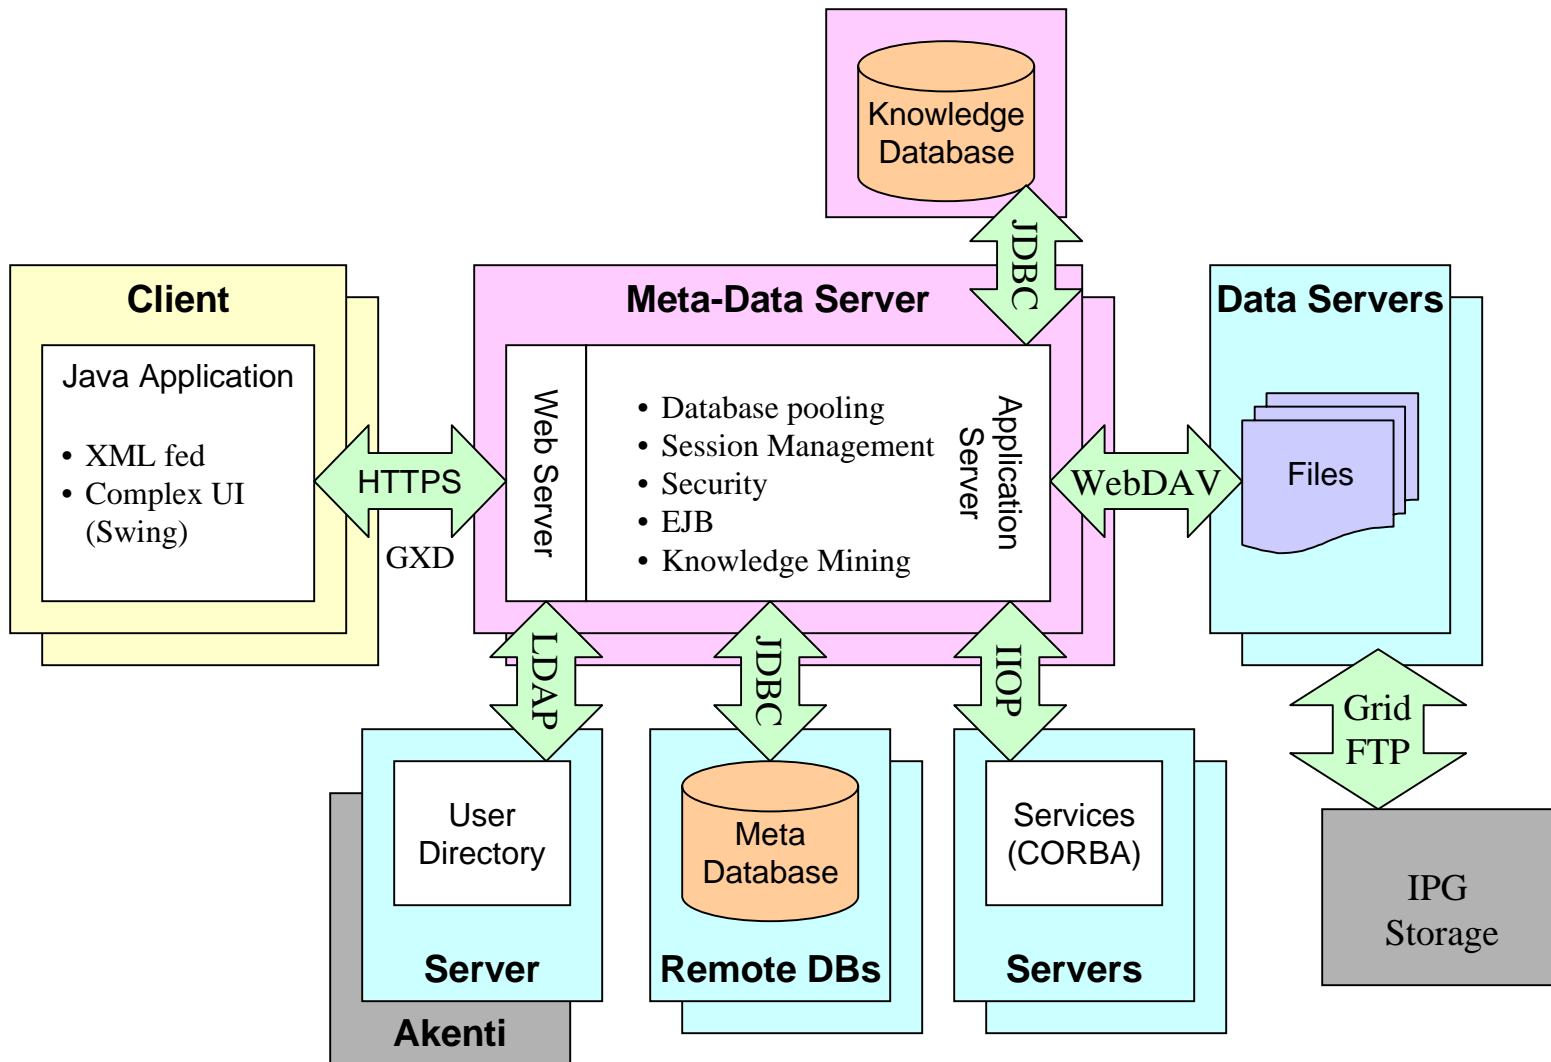 Knowledge
Database
JDBC
Client
Meta-Data Server
Data Servers
Java Application
• XML fed
• Complex UI
(Swing)
HTTPS
GXD
Web Server
• Database pooling
• Session Management
• Security
• EJB
• Knowledge Mining
Application
Server
WebDAV
Files
LDAP
JDBC
IIOP
Grid
FTP
User
Directory
Server
Akenti
Meta
Database
Remote DBs
Services
(CORBA)
Servers
IPG
Storage